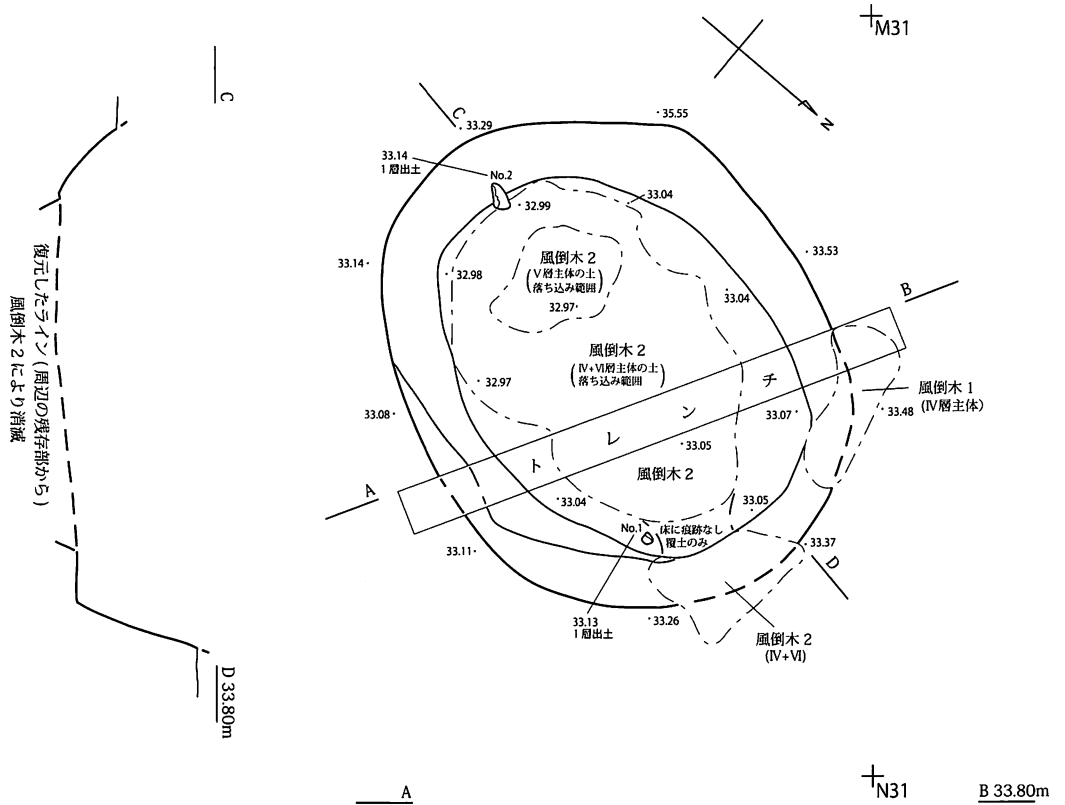 M31
N
C
C
33.29
35.55
33.14
1層出土
No.2
33.04
32.99
33.53
33.14
32.98
風倒木2
(Ⅴ層主体の土
落ち込み範囲)
32.97
33.04
B
風倒木2
(Ⅳ+Ⅵ層主体の土
落ち込み範囲)
32.97
風倒木1
(Ⅳ層主体)
33.48
33.08
33.07
トレンチ
33.05
風倒木2
A
33.04
33.05
No.1
床に痕跡なし
覆土のみ
33.11
33.37
D
33.13
1層出土
33.26
風倒木2
(Ⅳ+Ⅵ)
復元したライン(周辺の残存部から)
風倒木2により消滅
D 33.80m
A
N31
B 33.80m